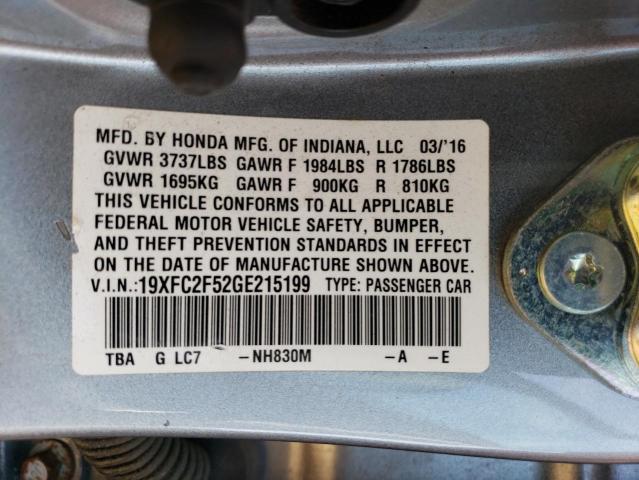 MFD. BY HONDA MFG. OF INDIANA, LLC 03/'16
GVWR 3737LBS GAWR F 1984LBS R 1786LBS
GVWR 1695KG GAWR F 900KG R 810KG
THIS VEHICLE CONFORMS TO ALL APPLICABLE
FEDERAL MOTOR VEHICLE SAFETY, BUMPER,
AND THEFT PREVENTION STANDARDS IN EFFECT
ON THE DATE OF MANUFACTURE SHOWN ABOVE.
V.I.N.:19XFC2F52GE215199 TYPE: PASSENGER CAR
TBA G LC7 -NH830M -A -E